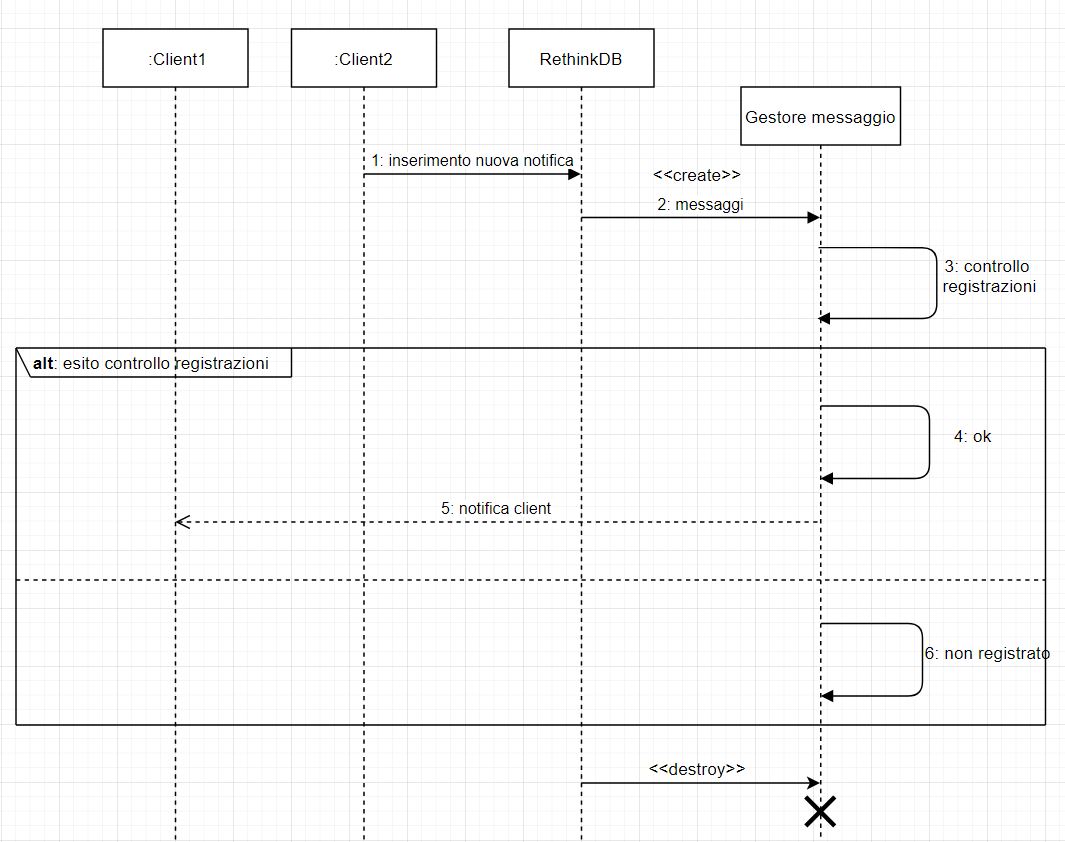 :Client1
:Client2
RethinkDB
Gestore messaggio
1: inserimento nuova notifica
<<create>>
2: messaggi
3: controllo
registrazioni
alt: esito controllo registrazioni
4: ok
5: notifica client
6: non registrato
<<destroy>>